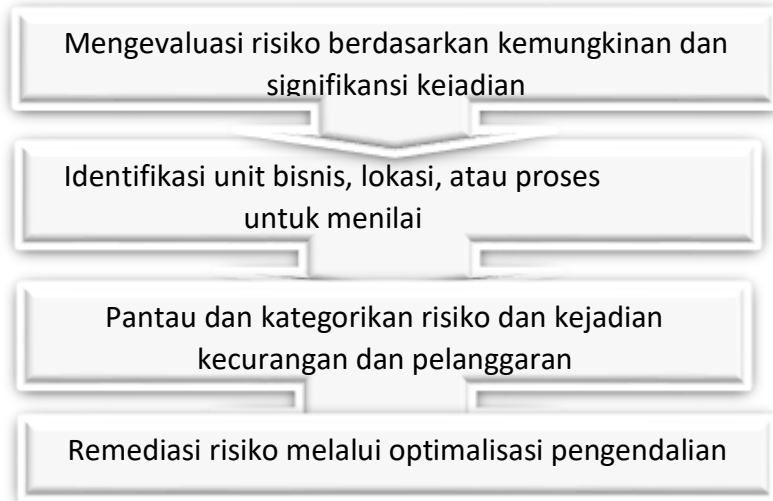 Mengevaluasi risiko berdasarkan kemungkinan dan
signifikansi kejadian
Identifikasi unit bisnis, lokasi, atau proses
untuk menilai
Pantau dan kategorikan risiko dan kejadian
kecurangan dan pelanggaran
Remediasi risiko melalui optimalisasi pengendalian